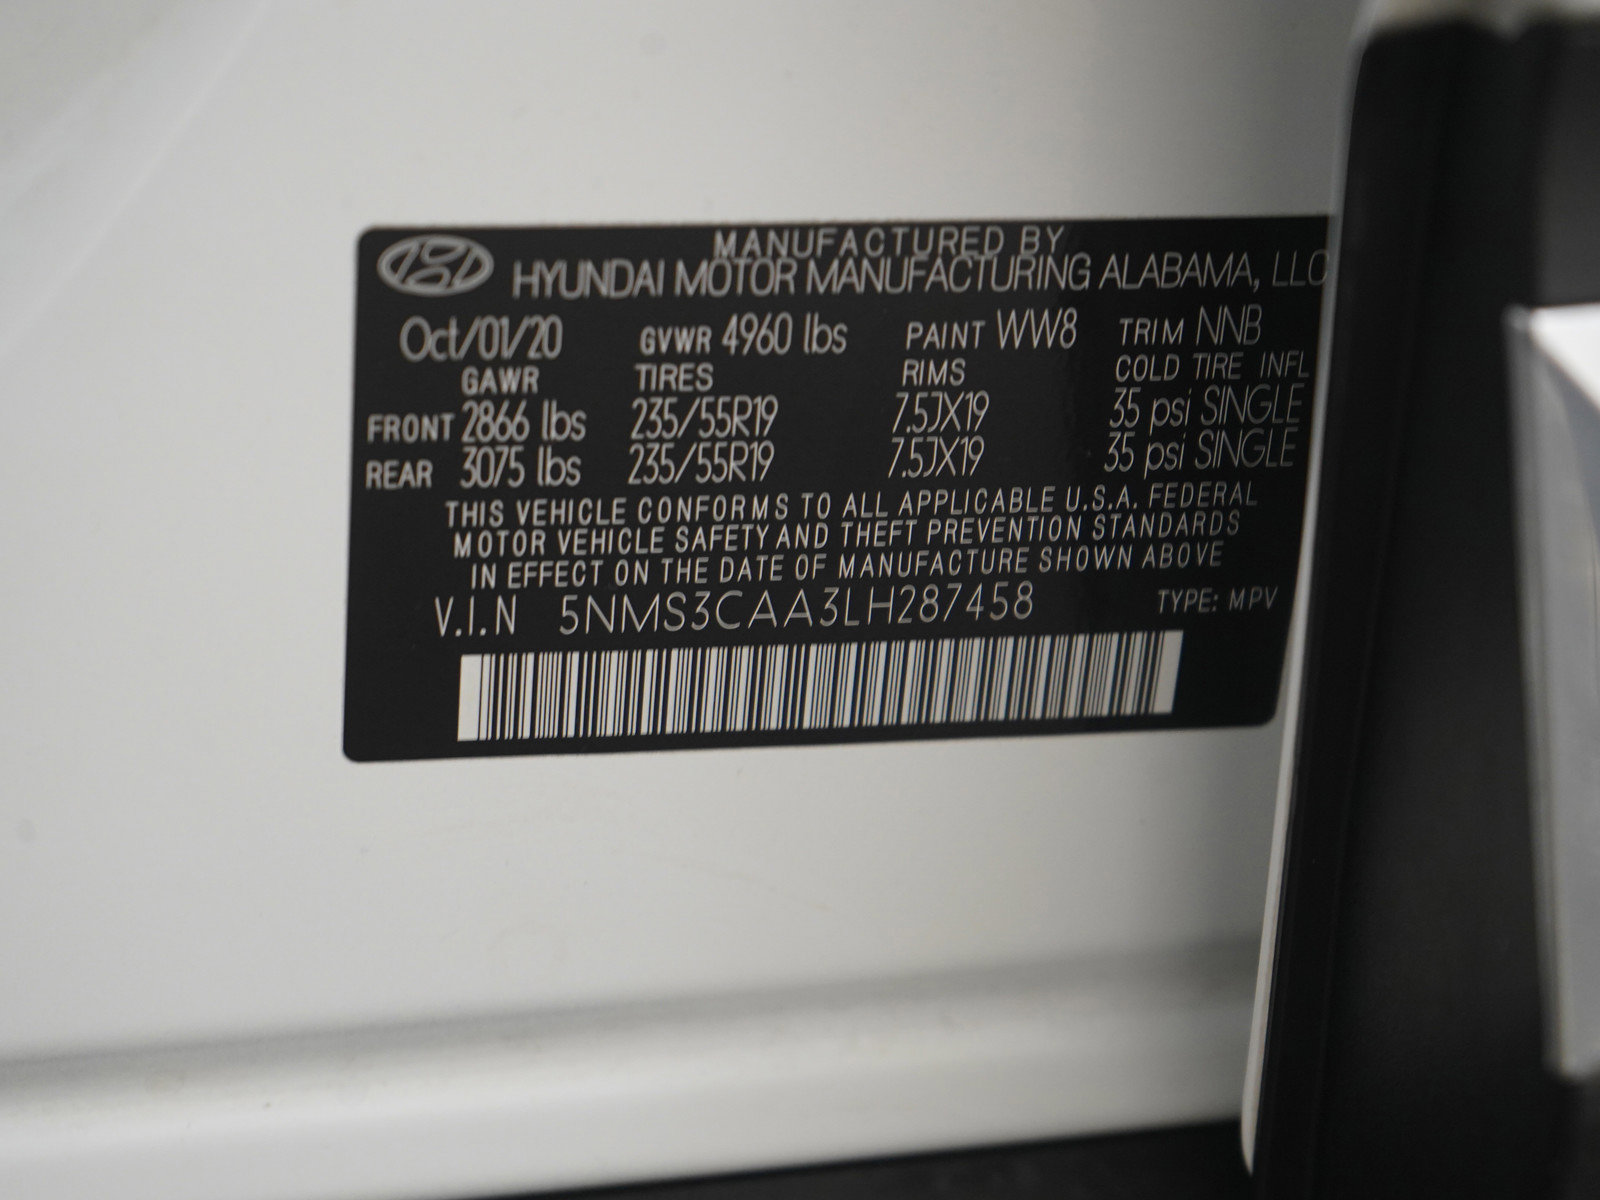 MANUFACTURED BY
HYUNDAI MOTOR MANUFACTURING ALABAMA, LLC
Oct/01/20 GVWR 4960 lbs PAINT WW8 TRIM NNB
GAWR TIRES RIMS COLD TIRE INFL
FRONT 2866 lbs 235/55R19 7.5JX19 35 psi SINGLE
REAR 3075 lbs 235/55R19 7.5JX19 35 psi SINGLE
THIS VEHICLE CONFORMS TO ALL APPLICABLE U.S.A. FEDERAL
MOTOR VEHICLE SAFETY AND THEFT PREVENTION STANDARDS
IN EFFECT ON THE DATE OF MANUFACTURE SHOWN ABOVE
V.I.N 5NMS3CAA3LH287458 TYPE: MPV